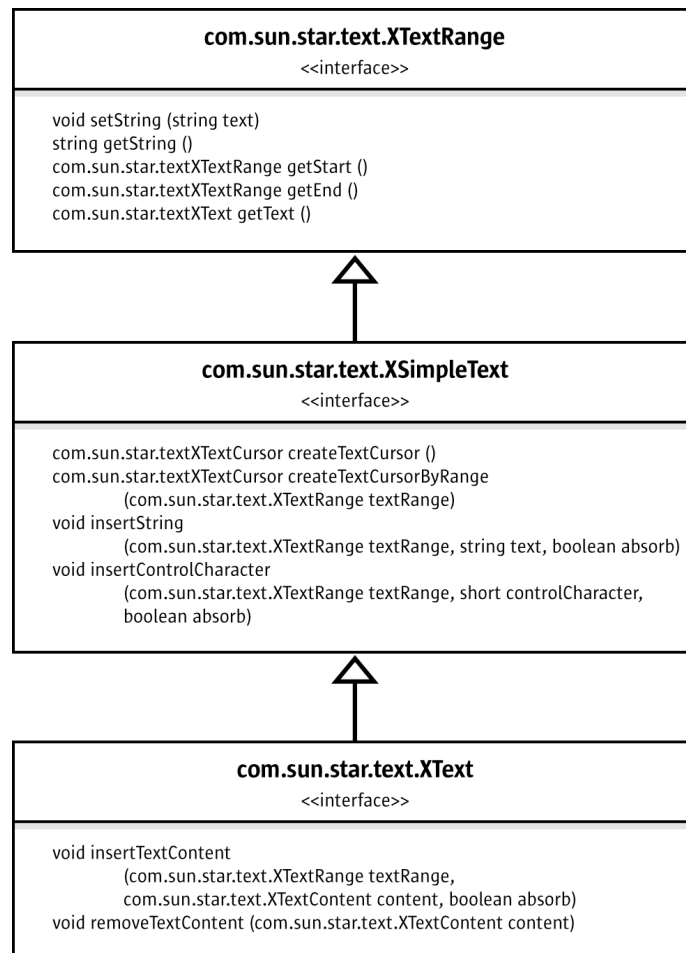 com.sun.star.text.XTextRange
<<interface>>
void setString (string text)
string getString ()
com.sun.star.textXTextRange getStart ()
com.sun.star.textXTextRange getEnd ()
com.sun.star.textXText getText ()
com.sun.star.text.XSimpleText
<<interface>>
com.sun.star.textXTextCursor createTextCursor ()
com.sun.star.textXTextCursor createTextCursorByRange
(com.sun.star.text.XTextRange textRange)
void insertString
(com.sun.star.text.XTextRange textRange, string text, boolean absorb)
void insertControlCharacter
(com.sun.star.text.XTextRange textRange, short controlCharacter,
boolean absorb)
com.sun.star.text.XText
<<interface>>
void insertTextContent
(com.sun.star.text.XTextRange textRange,
com.sun.star.text.XTextContent content, boolean absorb)
void removeTextContent (com.sun.star.text.XTextContent content)